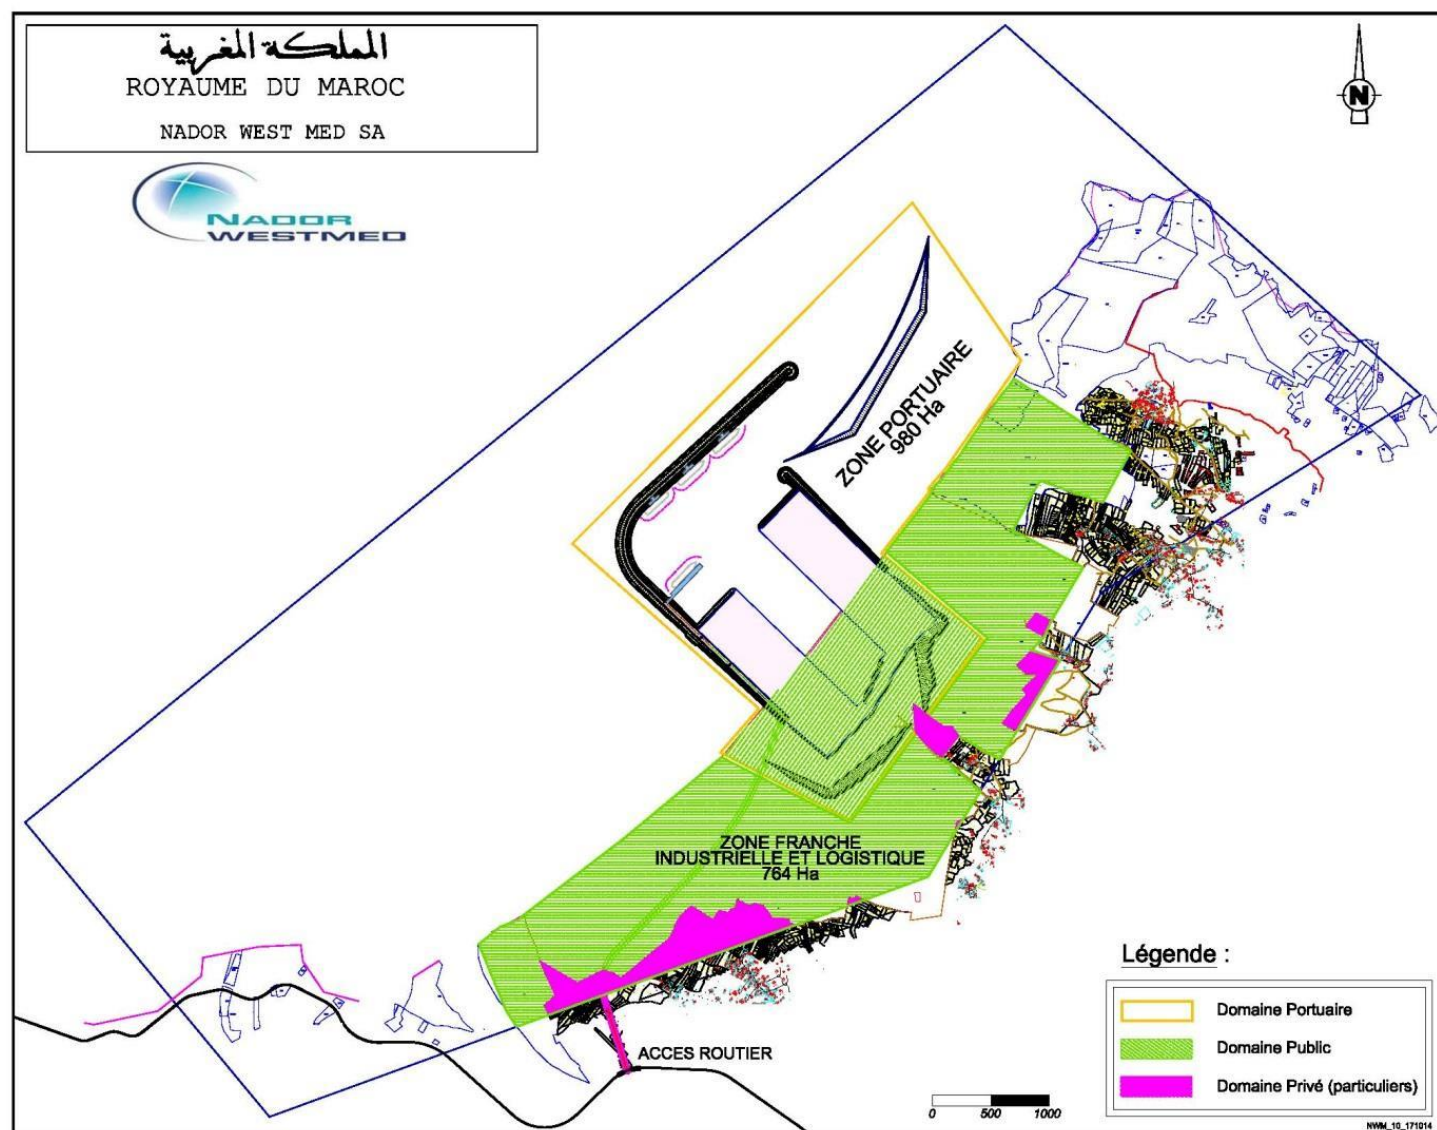 المملكة المغربية
ROYAUME DU MAROC
NADOR WEST MED SA
NADOR
WESTMED
N
ZONE PORTUAIRE
980 Ha
ZONE FRANCHE
INDUSTRIELLE ET LOGISTIQUE
764 Ha
ACCES ROUTIER
Légende :
Domaine Portuaire
Domaine Public
Domaine Privé (particuliers)
0 500 1000
NWM_10_171014